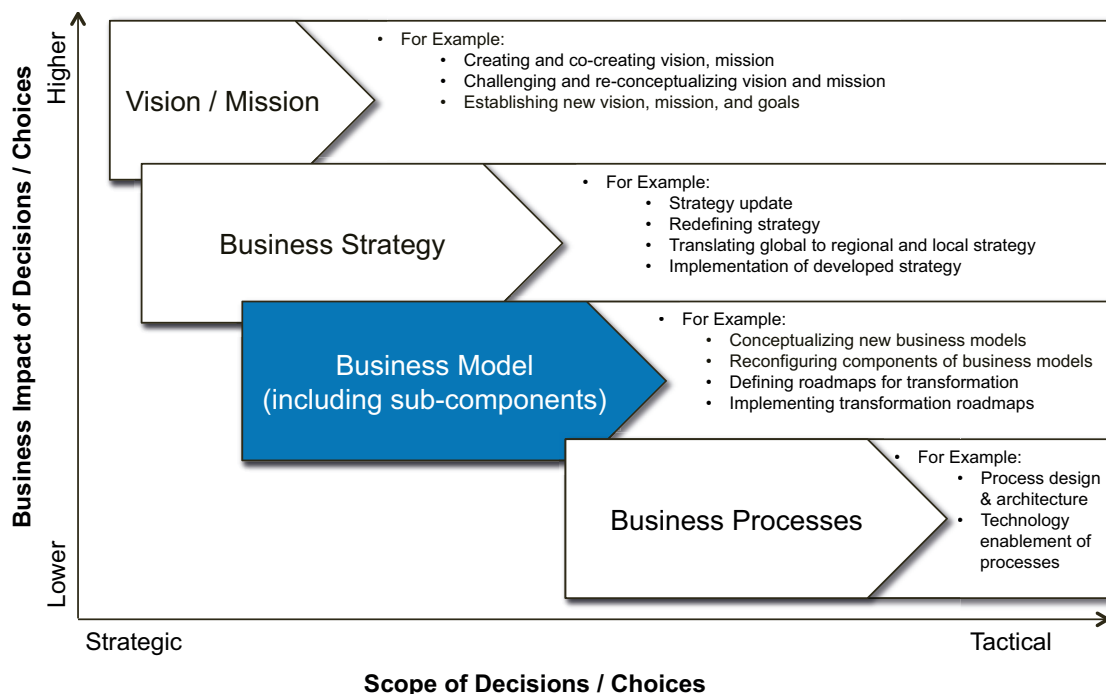 Business Impact of Decisions / Choices
Higher
Lower
Vision / Mission
• For Example:
• Creating and co-creating vision, mission
• Challenging and re-conceptualizing vision and mission
• Establishing new vision, mission, and goals
Business Strategy
• For Example:
• Strategy update
• Redefining strategy
• Translating global to regional and local strategy
• Implementation of developed strategy
Business Model
(including sub-components)
• For Example:
• Conceptualizing new business models
• Reconfiguring components of business models
• Defining roadmaps for transformation
• Implementing transformation roadmaps
Business Processes
• For Example:
• Process design
& architecture
• Technology
enablement of
processes
Strategic
Tactical
Scope of Decisions / Choices